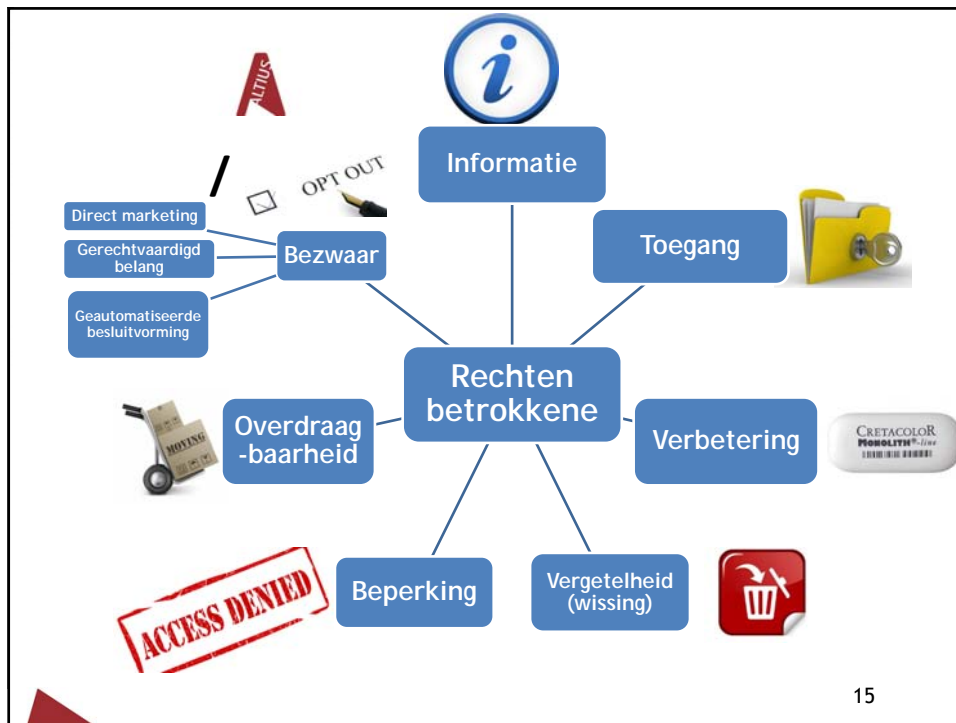 ALTIUS
i
Informatie
/
OPT OUT
Direct marketing
Gerechtvaardigd
belang
Geautomatiseerde
besluitvorming
Bezwaar
Toegang
Rechten
betrokkene
Overdraag
-baarheid
MOVING
Verbetering
CRETACOLOR
MONOLITH®-line
ACCESS DENIED
Beperking
Vergetelheid
(wissing)
15